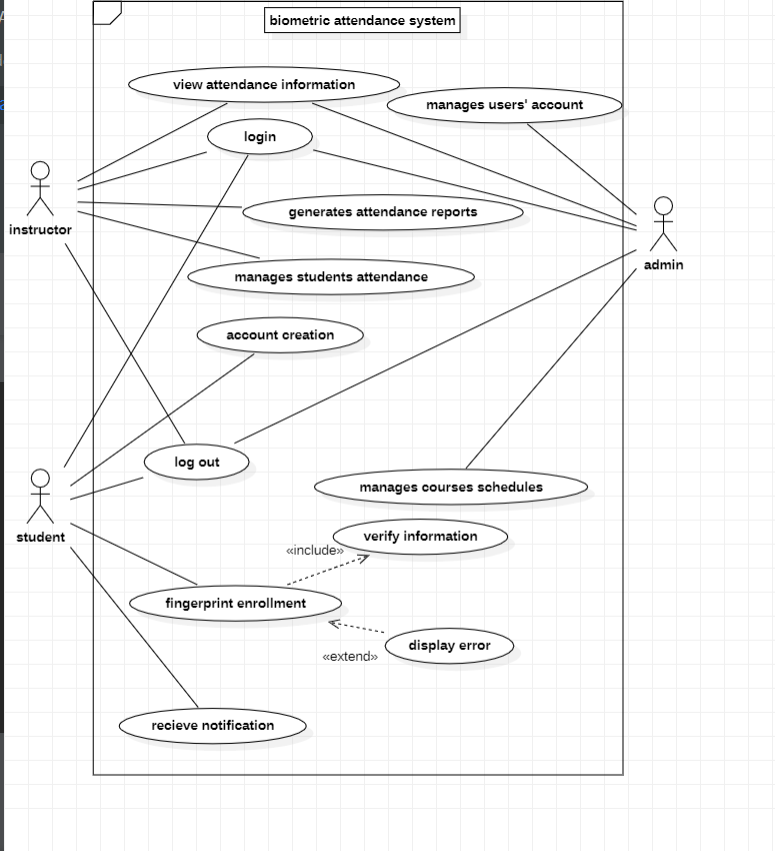 biometric attendance system
view attendance information
manages users' account
login
generates attendance reports
instructor
admin
manages students attendance
account creation
log out
manages courses schedules
student
verify information
«include»
fingerprint enrollment
display error
«extend»
recieve notification